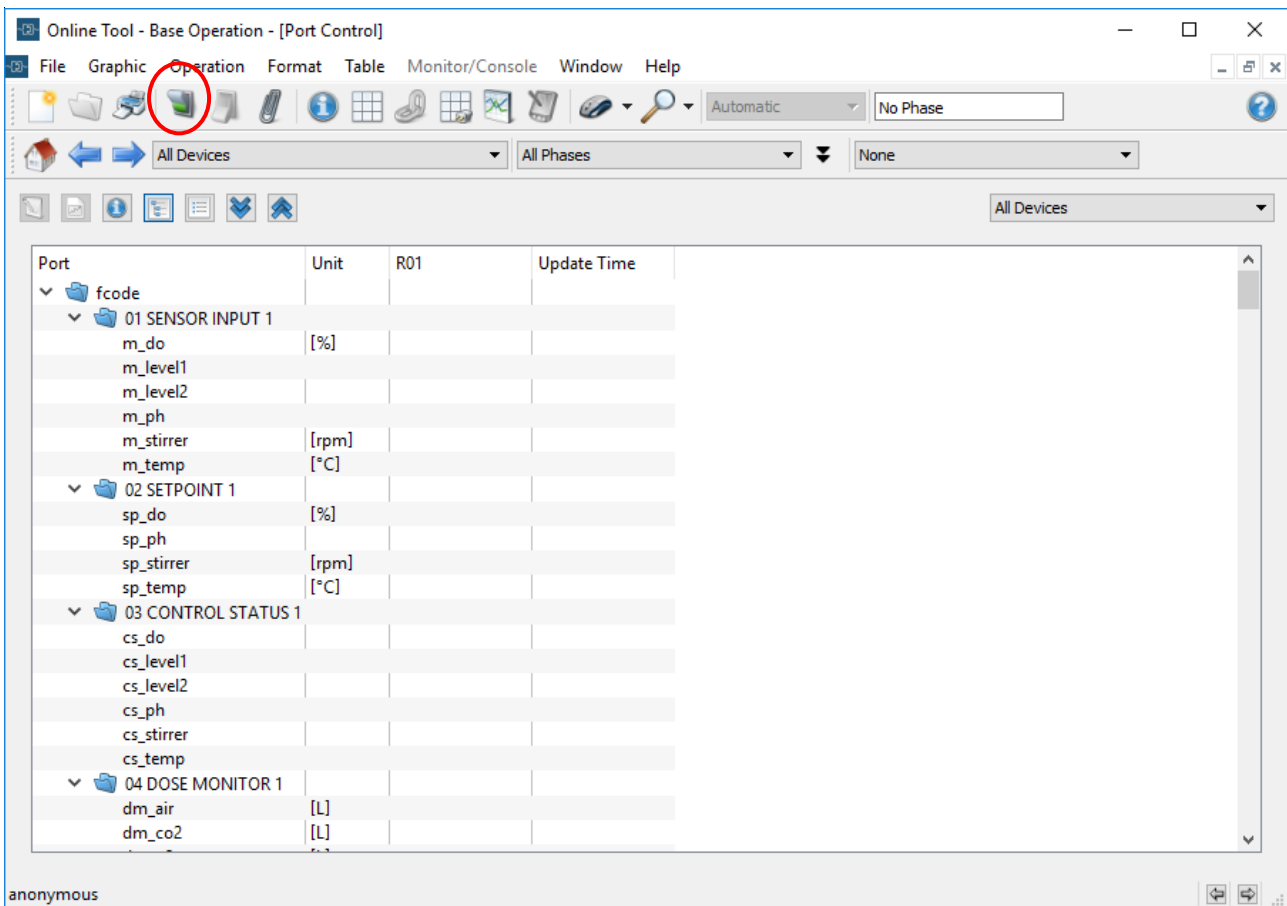 Online Tool - Base Operation - [Port Control]
File Graphic Operation Format Table Monitor/Console Window Help
Automatic No Phase
All Devices All Phases None
All Devices
Port Unit R01 Update Time
fcode
01 SENSOR INPUT 1
m_do [%]
m_level1
m_level2
m_ph
m_stirrer [rpm]
m_temp [°C]
02 SETPOINT 1
sp_do [%]
sp_ph
sp_stirrer [rpm]
sp_temp [°C]
03 CONTROL STATUS 1
cs_do
cs_level1
cs_level2
cs_ph
cs_stirrer
cs_temp
04 DOSE MONITOR 1
dm_air [L]
dm_co2 [L]
anonymous